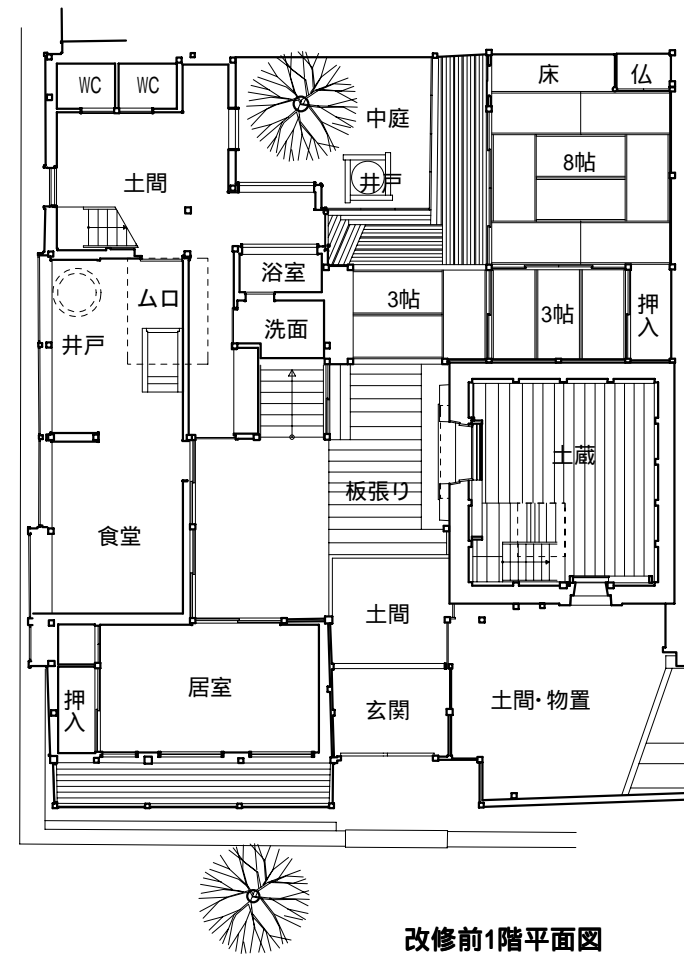 WC
WC
中庭
床
仏
土間
井戸
8帖
ムロ
浴室
3帖
3帖
押入
井戸
洗面
土蔵
板張り
食堂
土間
押入
居室
玄関
土間・物置
改修前1階平面図